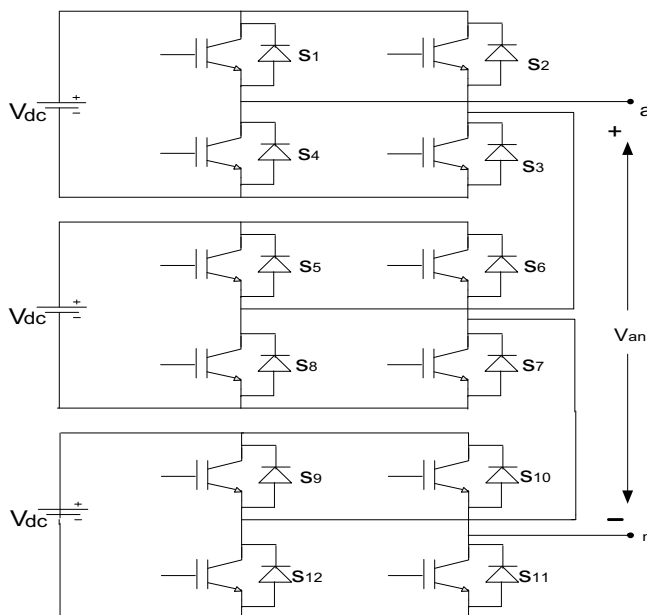 S1
S2
+
Vdc
-
a
+
S4
S3
S5
S6
+
Vdc
-
Van
S8
S7
S9
S10
+
Vdc
-
-
S12
S11